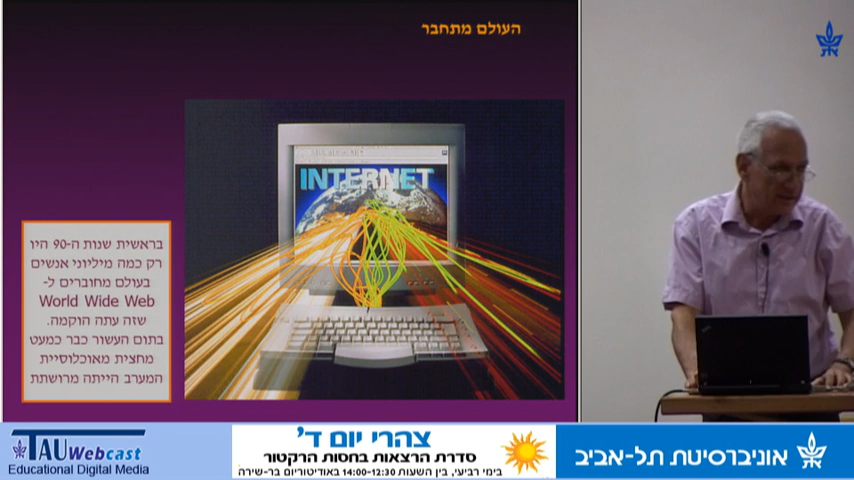 העולם מתחבר
INTERNET
בראשית שנות ה-90 היו
רק כמה מיליוני אנשים
בעולם מחוברים ל-
World Wide Web
שזה עתה הוקמה.
בתום העשור כבר כמעט
מחצית מאוכלוסיית
המערב הייתה מרושתת
TAU Webcast
Educational Digital Media
צהרי יום ד'
סדרת הרצאות בחסות הרקטור
בימי רביעי, בין השעות 14:00-12:30 באודיטוריום בר-שירה
אוניברסיטת תל-אביב